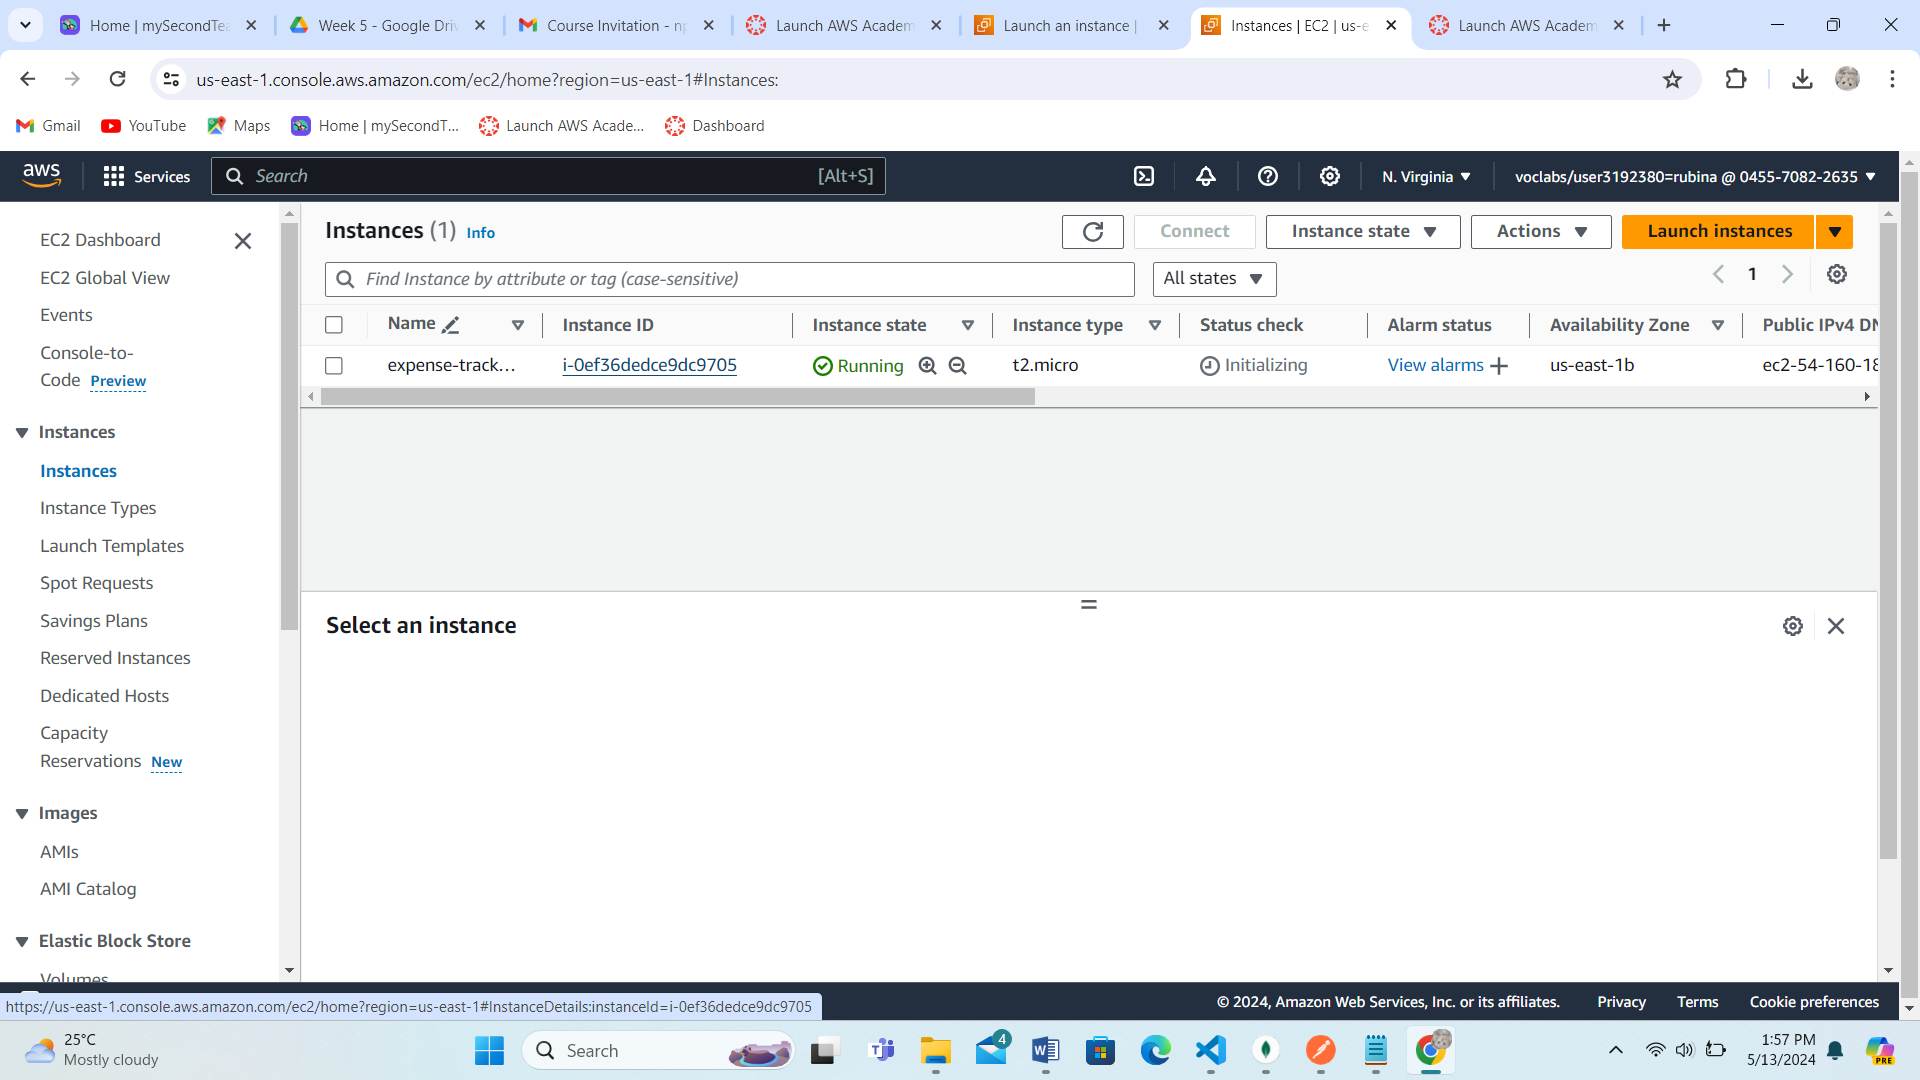 Home | mySecondTea
Week 5 - Google Driv
Course Invitation - np
Launch AWS Academ
Launch an instance |
Instances | EC2 | us-e
Launch AWS Academ
us-east-1.console.aws.amazon.com/ec2/home?region=us-east-1#Instances:
Gmail
YouTube
Maps
Home | mySecondT...
Launch AWS Acade...
Dashboard
aws
Services
Search
[Alt+S]
N. Virginia
voclabs/user3192380=rubina @ 0455-7082-2635
EC2 Dashboard
EC2 Global View
Events
Console-to-
Code Preview
Instances
Instances
Instance Types
Launch Templates
Spot Requests
Savings Plans
Reserved Instances
Dedicated Hosts
Capacity
Reservations New
Images
AMIs
AMI Catalog
Elastic Block Store
Volumes
Instances (1) Info
Connect
Instance state
Actions
Launch instances
Find Instance by attribute or tag (case-sensitive)
All states
1
Name
Instance ID
Instance state
Instance type
Status check
Alarm status
Availability Zone
Public IPv4 DN
expense-track...
i-0ef36dedce9dc9705
Running
t2.micro
Initializing
View alarms
us-east-1b
ec2-54-160-18
Select an instance
https://us-east-1.console.aws.amazon.com/ec2/home?region=us-east-1#InstanceDetails:instanceId=i-0ef36dedce9dc9705
© 2024, Amazon Web Services, Inc. or its affiliates.
Privacy
Terms
Cookie preferences
25°C
Mostly cloudy
Search
4
1:57 PM
5/13/2024
PRE